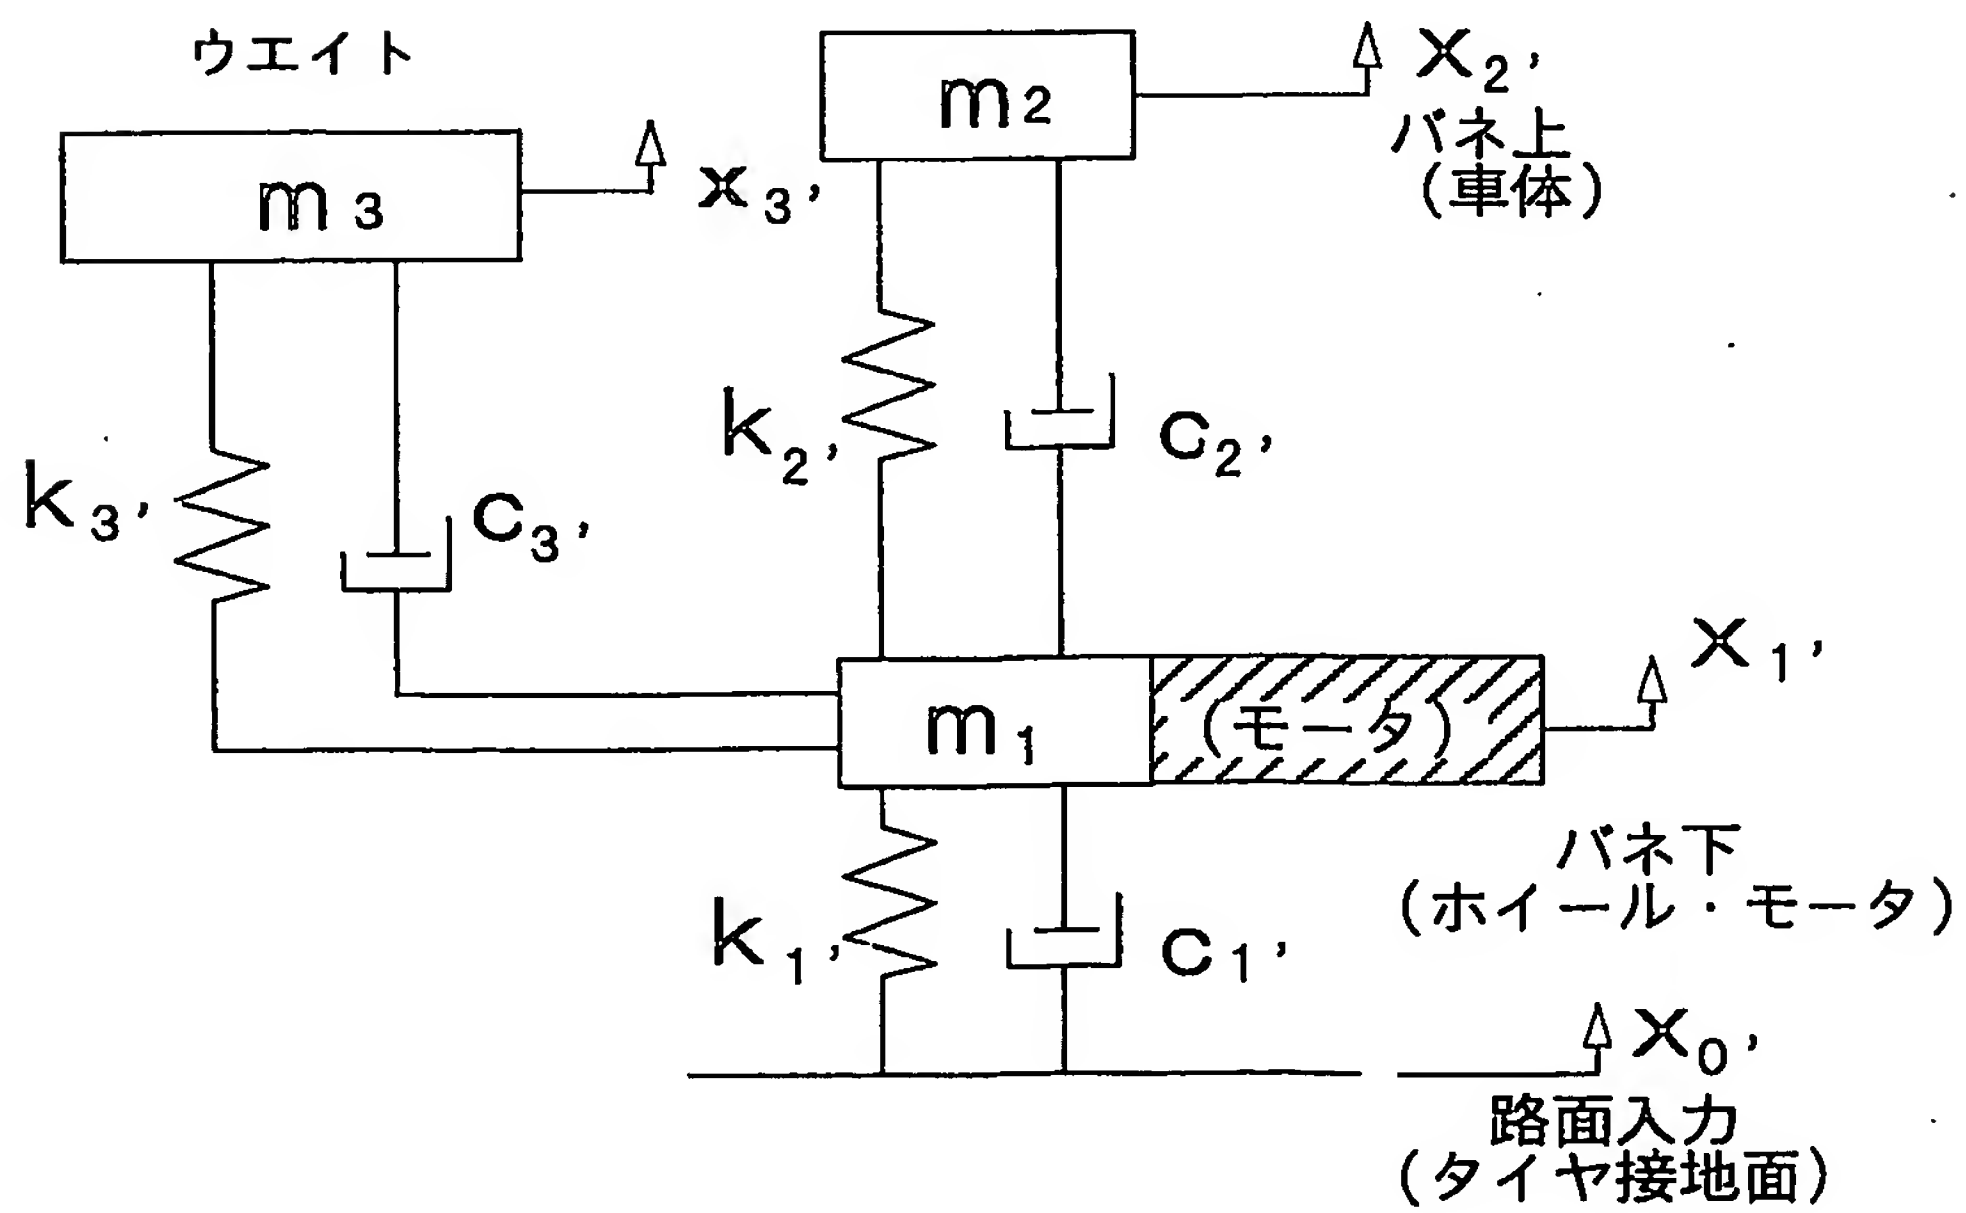 ウエイト
m3
x3,
m2
X2,
バネ上
(車体)
k3,
C3,
k2,
C2,
m1
(モータ)
X1,
バネ下
(ホイール・モータ)
k1,
C1,
X0,
路面入力
(タイヤ接地面)